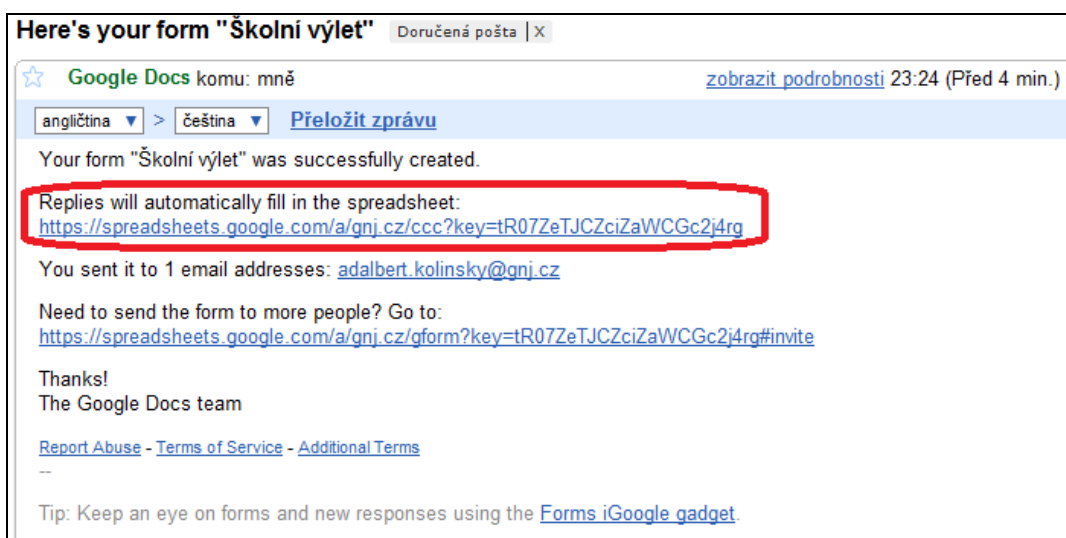 Here's your form "Školní výlet" Doručená pošta | X
Google Docs komu: mně zobrazit podrobnosti 23:24 (Před 4 min.)
angličtina ▼ > čeština ▼ Přeložit zprávu
Your form "Školní výlet" was successfully created.
Replies will automatically fill in the spreadsheet:
https://spreadsheets.google.com/a/gnj.cz/ccc?key=tR07ZeTJCZciZaWCGc2j4rg
You sent it to 1 email addresses: adalbert.kolinsky@gnj.cz
Need to send the form to more people? Go to:
https://spreadsheets.google.com/a/gnj.cz/gform?key=tR07ZeTJCZciZaWCGc2j4rg#invite
Thanks!
The Google Docs team
Report Abuse - Terms of Service - Additional Terms
--
Tip: Keep an eye on forms and new responses using the Forms iGoogle gadget.